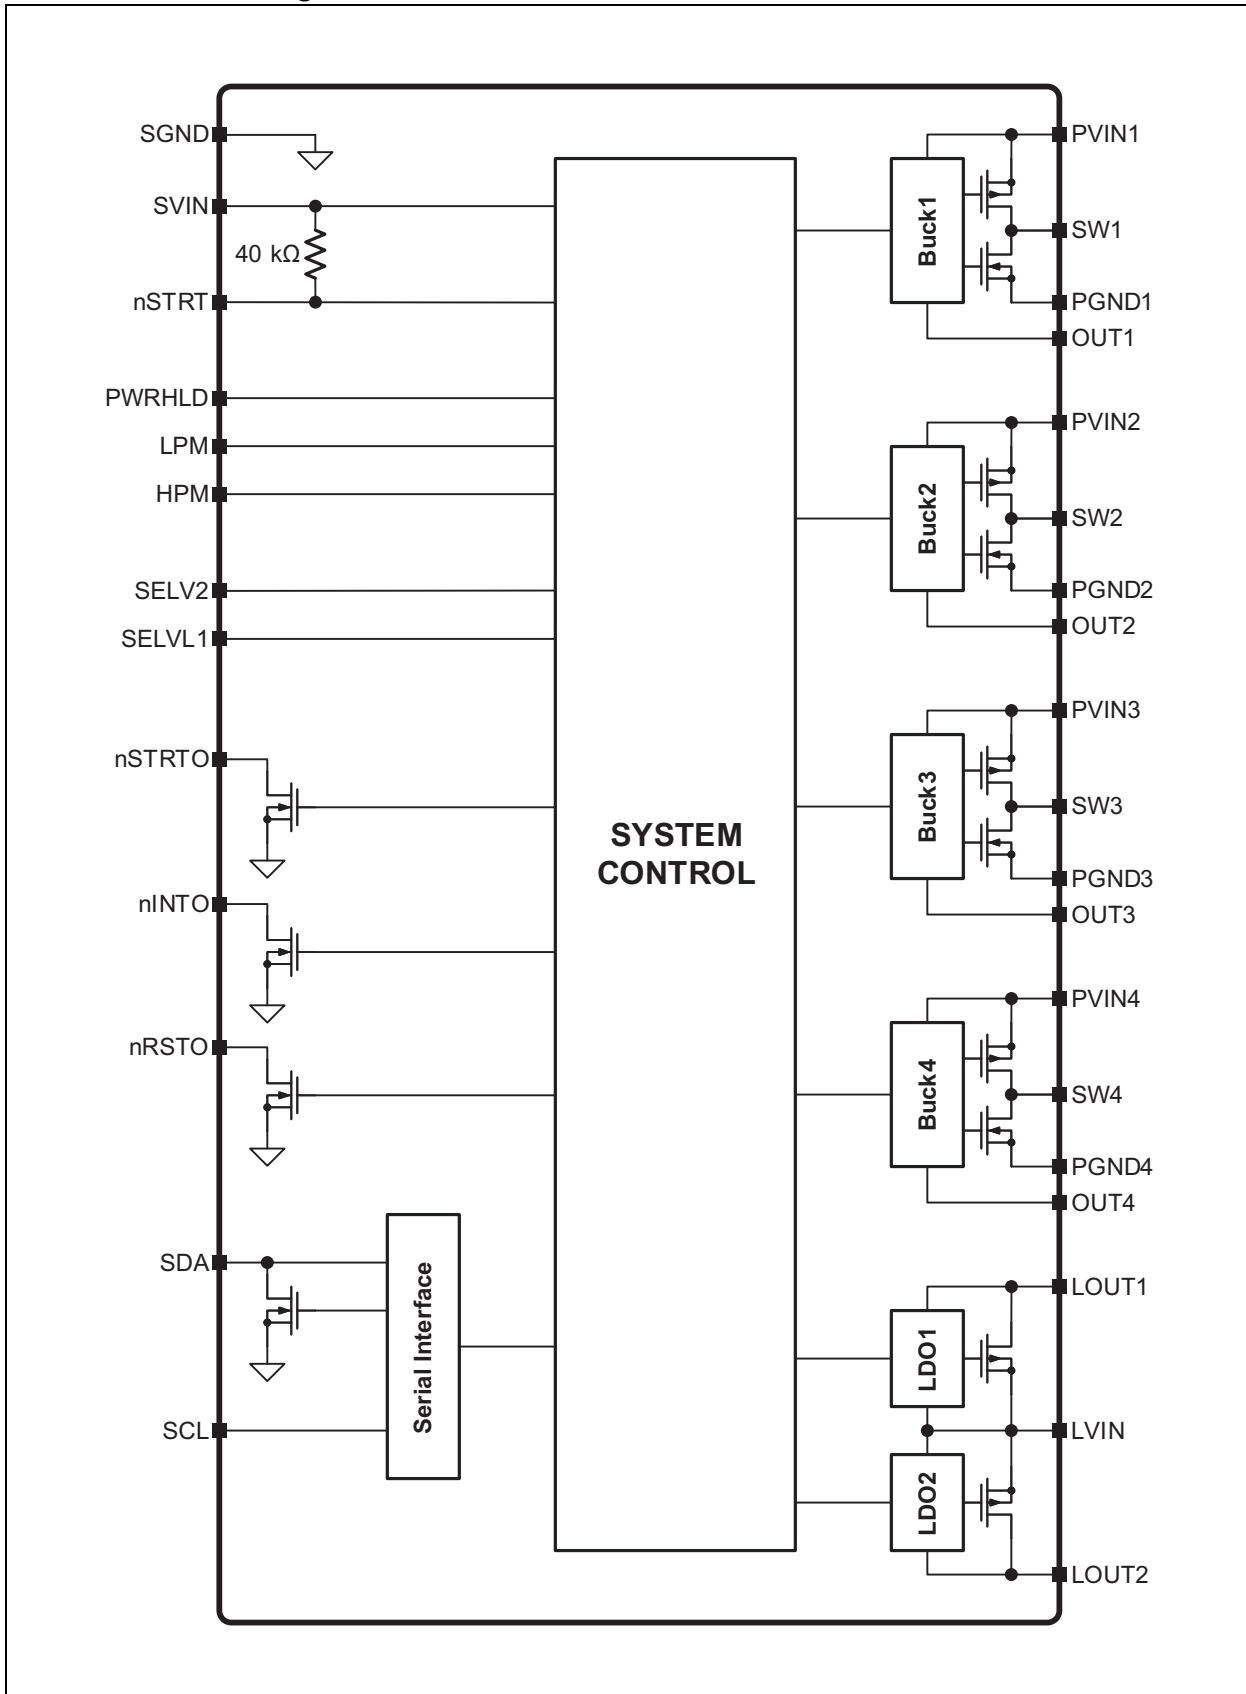 SGND
SVIN
40 kΩ
nSTRT
PWRHLD
LPM
HPM
SELV2
SELVL1
nSTRTO
nINTO
nRSTO
SDA
SCL
Serial Interface
SYSTEM
CONTROL
Buck1
PVIN1
SW1
PGND1
OUT1
Buck2
PVIN2
SW2
PGND2
OUT2
Buck3
PVIN3
SW3
PGND3
OUT3
Buck4
PVIN4
SW4
PGND4
OUT4
LDO1
LOUT1
LVIN
LDO2
LOUT2